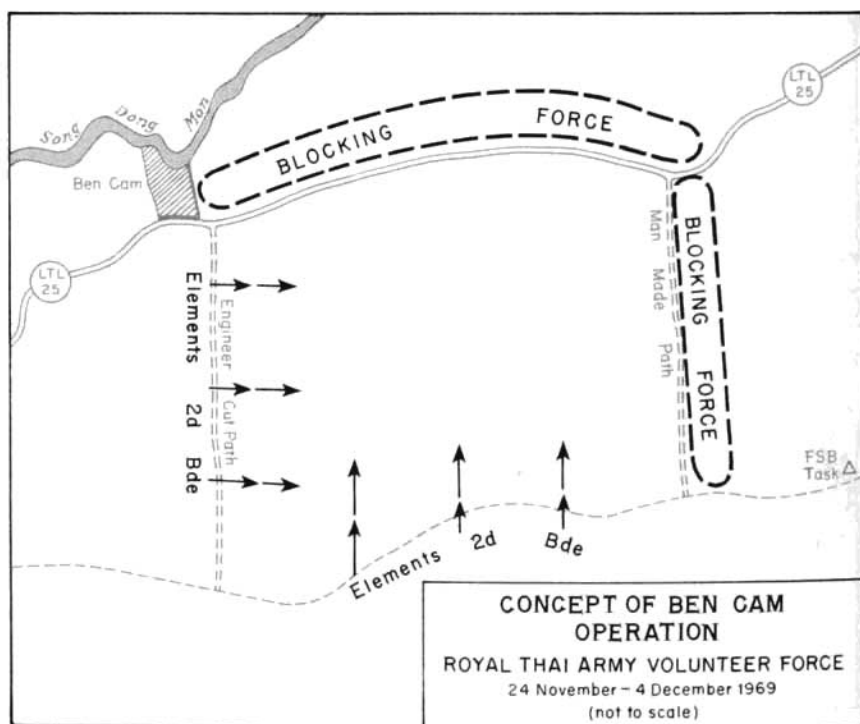 LTL
25
Song Dong Mon
Ben Cam
BLOCKING FORCE
LTL
25
Elements 2d Bde
Engineer Cut Path
Man Made Path
BLOCKING FORCE
FSB
Task
Elements 2d Bde
CONCEPT OF BEN CAM
OPERATION
ROYAL THAI ARMY VOLUNTEER FORCE
24 November – 4 December 1969
(not to scale)